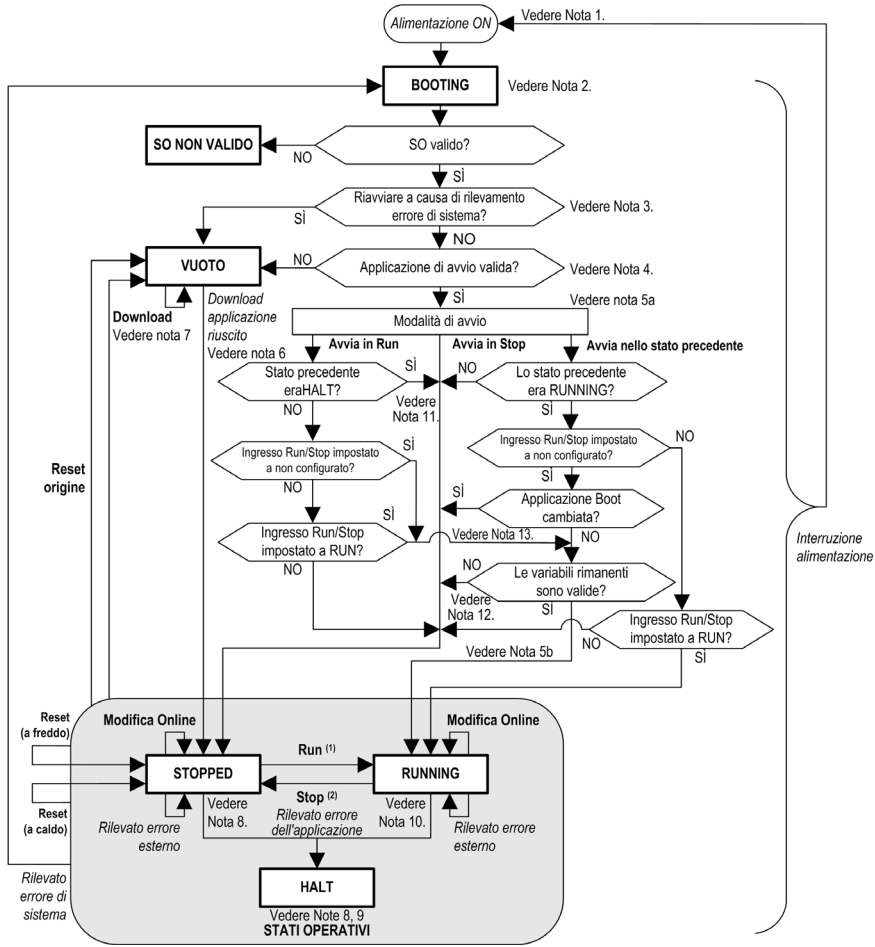 Alimentazione ON
Vedere Nota 1.
BOOTING
Vedere Nota 2.
SO NON VALIDO
NO
SO valido?
SÌ
Riavviare a causa di rilevamento
errore di sistema?
SÌ
Vedere Nota 3.
NO
VUOTO
NO
Applicazione di avvio valida?
Vedere Nota 4.
SÌ
Vedere nota 5a
Download
Vedere nota 7
Download
applicazione
riuscito
Vedere nota 6
Modalità di avvio
Avvia in Run
Avvia in Stop
Avvia nello stato precedente
Stato precedente
eraHALT?
SÌ
NO
Lo stato precedente
era RUNNING?
Vedere
Nota 11.
NO
SÌ
Ingresso Run/Stop impostato
a non configurato?
SÌ
Ingresso Run/Stop impostato
a non configurato?
NO
NO
SÌ
Reset
origine
SÌ
Applicazione Boot
cambiata?
Ingresso Run/Stop
impostato a RUN?
SÌ
Vedere Nota 13.
NO
NO
NO
Le variabili rimanenti
sono valide?
Interruzione
alimentazione
Vedere
Nota 12.
SÌ
Ingresso Run/Stop
impostato a RUN?
NO
SÌ
Vedere Nota 5b
Reset
(a freddo)
Modifica Online
Modifica Online
Run (1)
STOPPED
RUNNING
Stop (2)
Reset
(a caldo)
Rilevato errore
esterno
Vedere
Nota 8.
Rilevato errore
dell'applicazione
Vedere
Nota 10.
Rilevato errore
esterno
HALT
Rilevato
errore di
sistema
Vedere Note 8, 9
STATI OPERATIVI